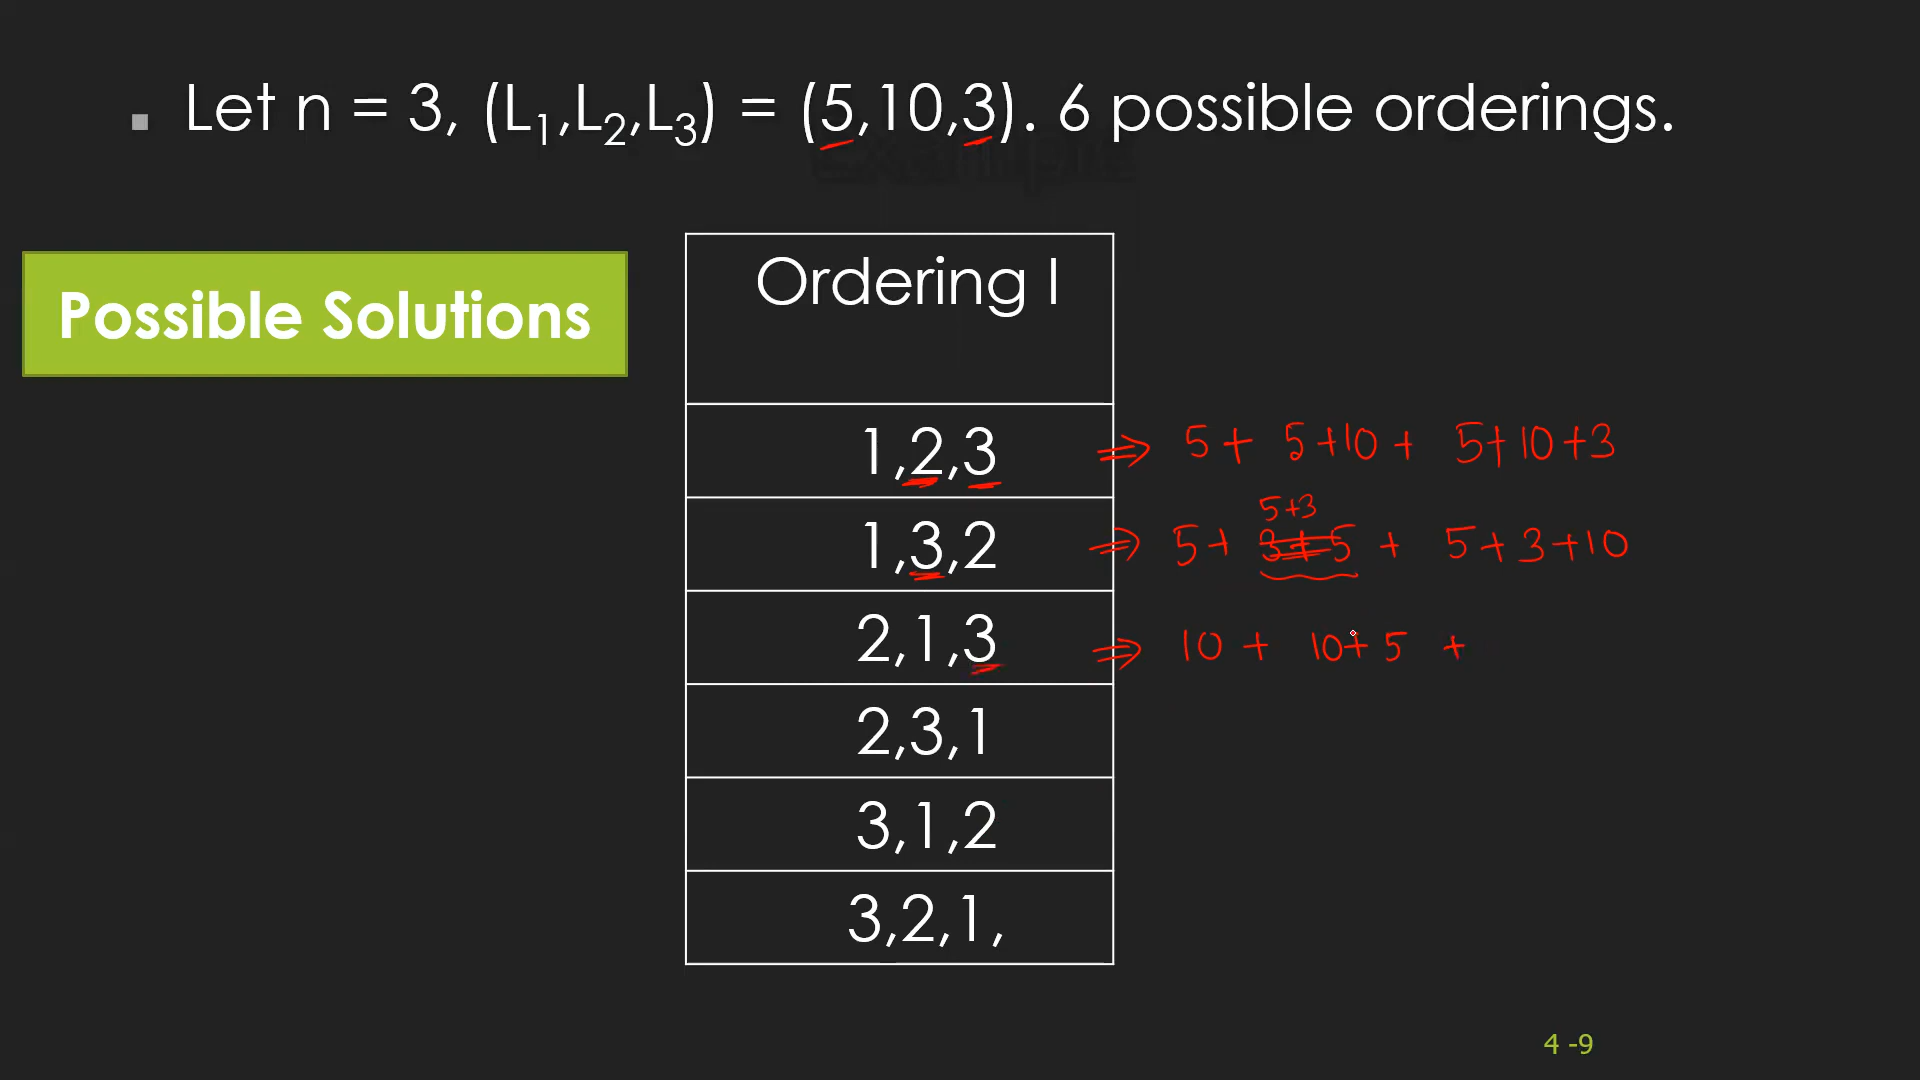 ▪ Let n = 3, (L₁,L₂,L₃) = (5,10,3). 6 possible orderings.
Possible Solutions
Ordering I
1,2,3 ⇒ 5 + 5+10 + 5+10+3
5+3
1,3,2 ⇒ 5 + 3+5 + 5+3+10
2,1,3 ⇒ 10 + 10+5 +
2,3,1
3,1,2
3,2,1,
4 -9